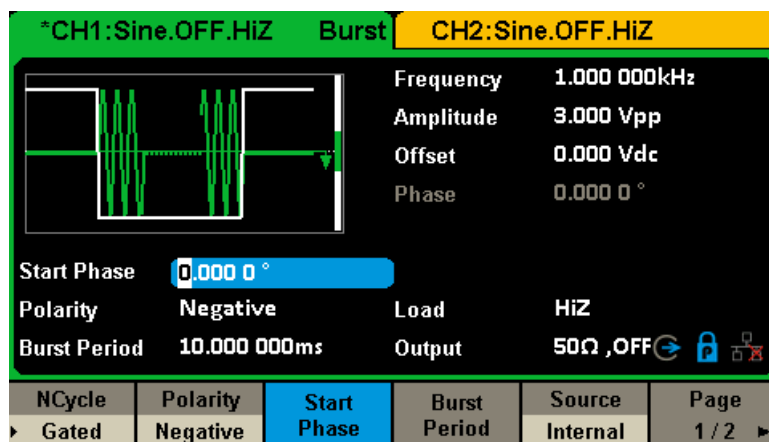 *CH1:Sine.OFF.HiZ Burst CH2:Sine.OFF.HiZ
Frequency 1.000 000kHz
Amplitude 3.000 Vpp
Offset 0.000 Vdc
Phase 0.000 0 °
Start Phase 0.000 0 °
Polarity Negative Load HiZ
Burst Period 10.000 000ms Output 50Ω ,OFF P
NCycle Polarity Start Burst Source Page
Gated Negative Phase Period Internal 1 / 2